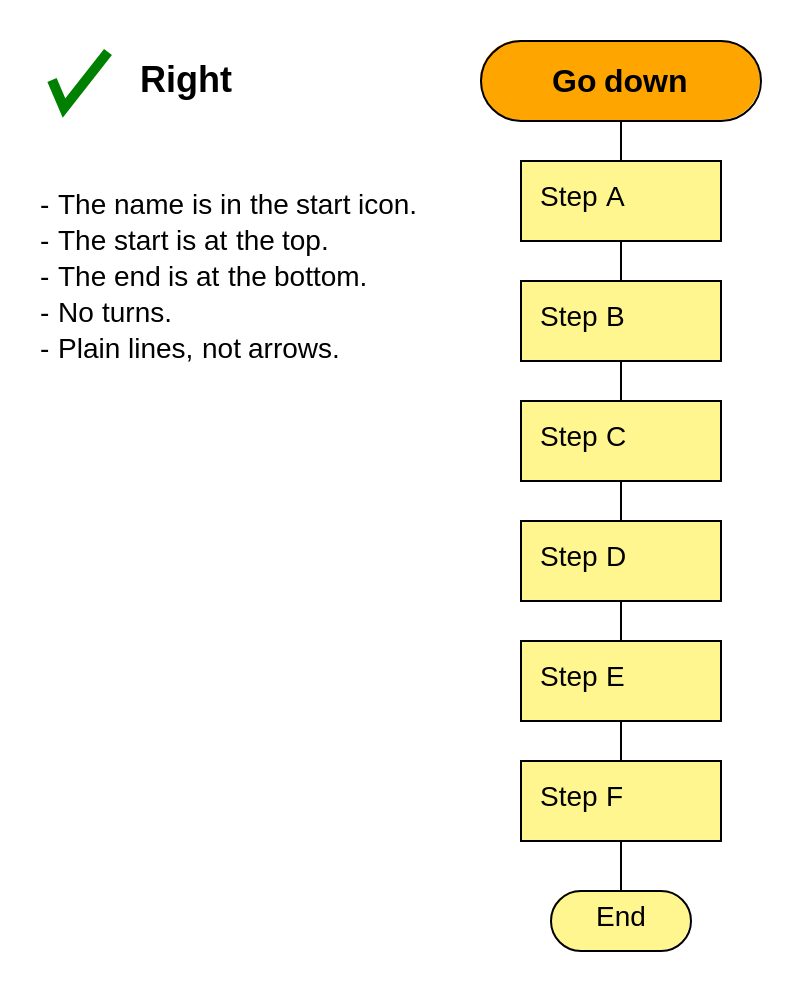 Right
- The name is in the start icon.
- The start is at the top.
- The end is at the bottom.
- No turns.
- Plain lines, not arrows.
Go down
Step A
Step B
Step C
Step D
Step E
Step F
End